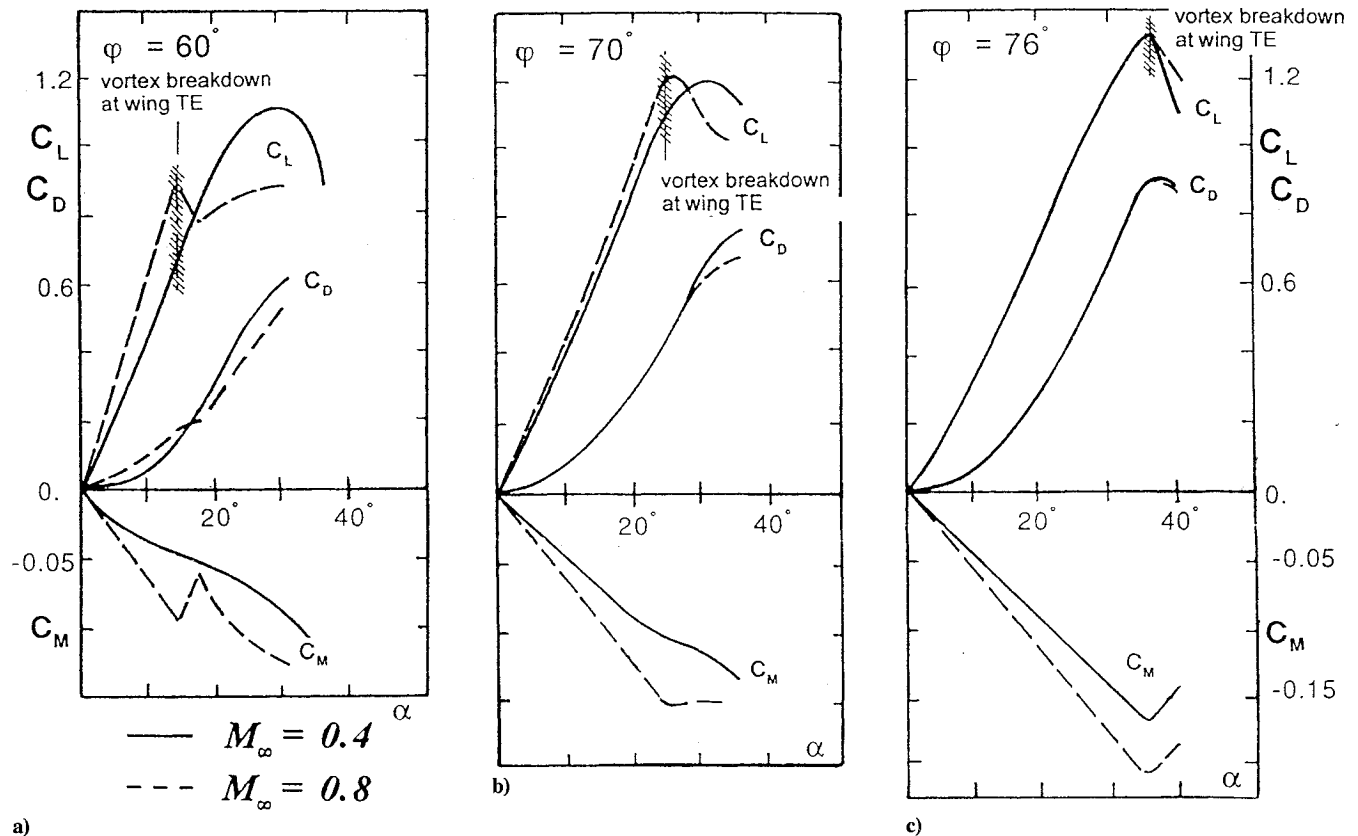 φ = 60°
vortex breakdown
at wing TE
1.2
C_L
C_D
0.6
0.
-0.05
C_M
C_L
C_D
C_M
20°
40°
α
M_∞ = 0.4
M_∞ = 0.8
a)
φ = 70°
C_L
vortex breakdown
at wing TE
C_D
20°
40°
C_M
α
b)
φ = 76°
vortex breakdown
at wing TE
1.2
C_L
C_L
C_D
C_D
0.6
0.
20°
40°
-0.05
C_M
C_M
-0.15
α
c)